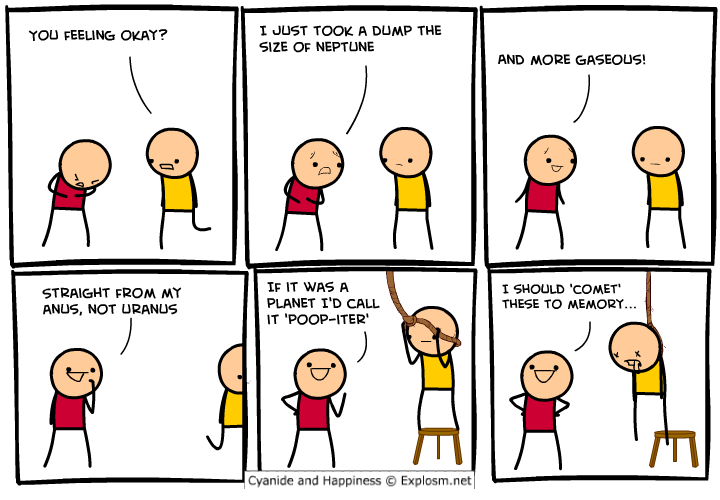 YOU FEELING OKAY?
I JUST TOOK A DUMP THE
SIZE OF NEPTUNE
AND MORE GASEOUS!
STRAIGHT FROM MY
ANUS, NOT URANUS
IF IT WAS A
PLANET I'D CALL
IT 'POOP-ITER'
I SHOULD 'COMET'
THESE TO MEMORY...
Cyanide and Happiness © Explosm.net